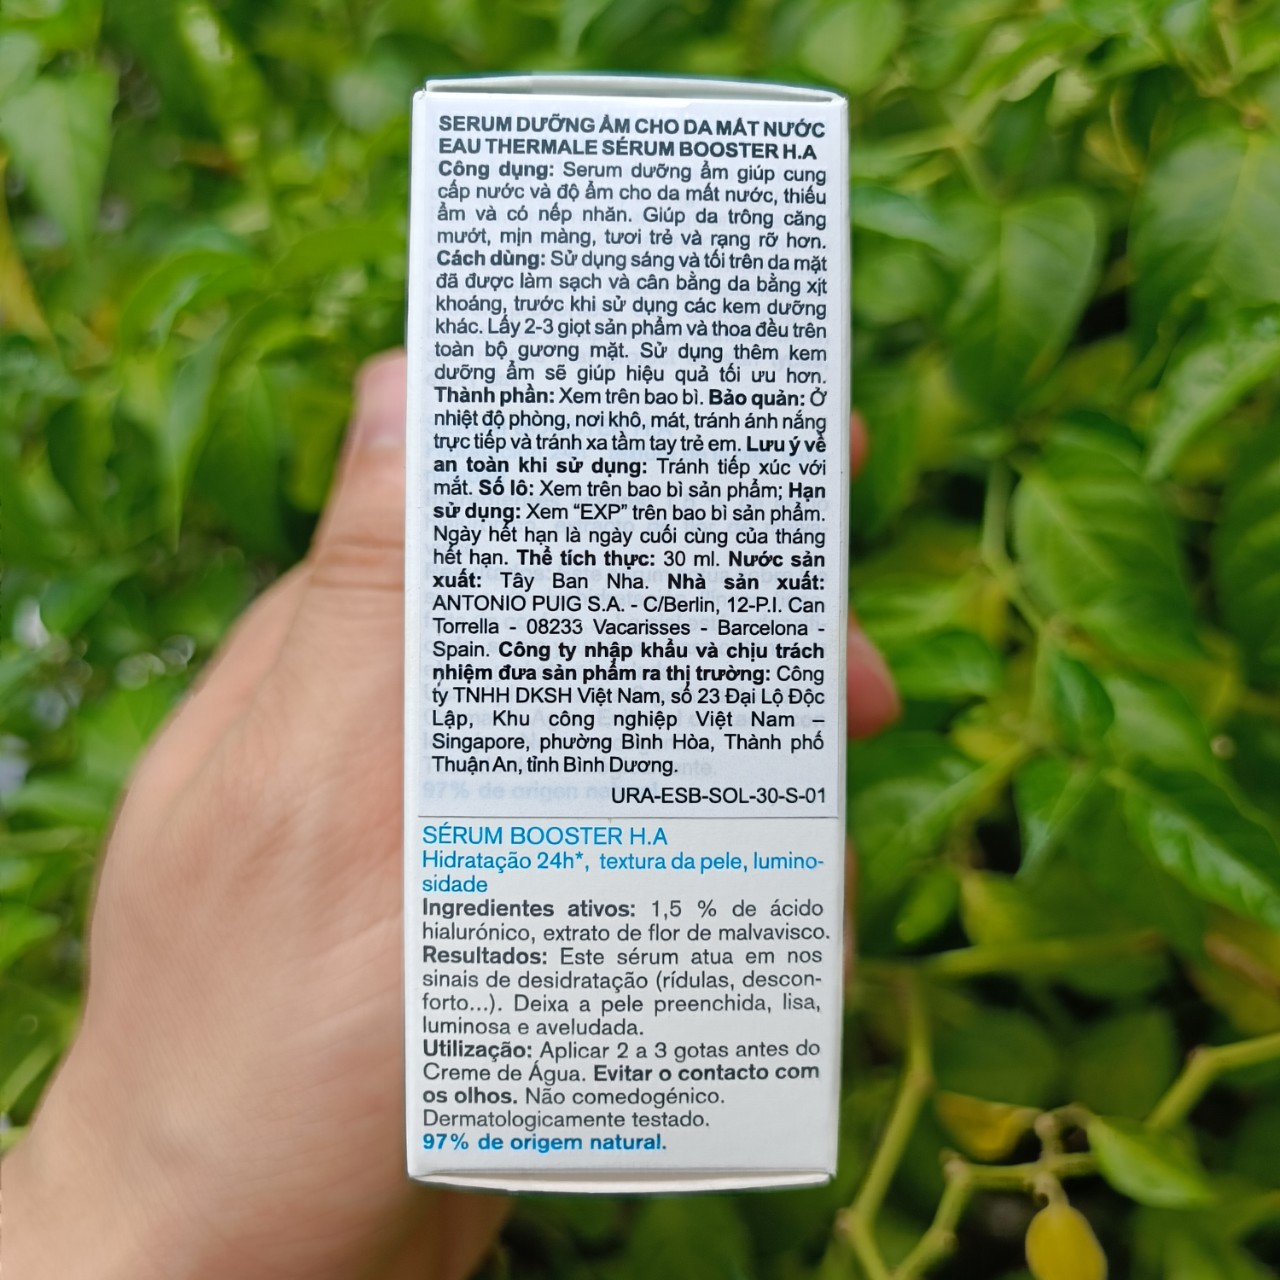 SERUM DƯỠNG ẨM CHO DA MẤT NƯỚC
EAU THERMALE SÉRUM BOOSTER H.A
Công dụng: Serum dưỡng ẩm giúp cung
cấp nước và độ ẩm cho da mất nước, thiếu
ẩm và có nếp nhăn. Giúp da trông căng
mướt, mịn màng, tươi trẻ và rạng rỡ hơn.
Cách dùng: Sử dụng sáng và tối trên da mặt
đã được làm sạch và cân bằng da bằng xịt
khoáng, trước khi sử dụng các kem dưỡng
khác. Lấy 2-3 giọt sản phẩm và thoa đều trên
toàn bộ gương mặt. Sử dụng thêm kem
dưỡng ẩm sẽ giúp hiệu quả tối ưu hơn.
Thành phần: Xem trên bao bì. Bảo quản: Ở
nhiệt độ phòng, nơi khô, mát, tránh ánh nắng
trực tiếp và tránh xa tầm tay trẻ em. Lưu ý về
an toàn khi sử dụng: Tránh tiếp xúc với
mắt. Số lô: Xem trên bao bì sản phẩm; Hạn
sử dụng: Xem “EXP” trên bao bì sản phẩm.
Ngày hết hạn là ngày cuối cùng của tháng
hết hạn. Thể tích thực: 30 ml. Nước sản
xuất: Tây Ban Nha. Nhà sản xuất:
ANTONIO PUIG S.A. - C/Berlin, 12-P.I. Can
Torrella - 08233 Vacarisses - Barcelona -
Spain. Công ty nhập khẩu và chịu trách
nhiệm đưa sản phẩm ra thị trường: Công
ty TNHH DKSH Việt Nam, số 23 Đại Lộ Độc
Lập, Khu công nghiệp Việt Nam –
Singapore, phường Bình Hòa, Thành phố
Thuận An, tỉnh Bình Dương.
URA-ESB-SOL-30-S-01
SÉRUM BOOSTER H.A
Hidratação 24h*, textura da pele, lumino-
sidade
Ingredientes ativos: 1,5 % de ácido
hialurónico, extrato de flor de malvavisco.
Resultados: Este sérum atua em nos
sinais de desidratação (rídulas, descon-
forto...). Deixa a pele preenchida, lisa,
luminosa e aveludada.
Utilização: Aplicar 2 a 3 gotas antes do
Creme de Água. Evitar o contacto com
os olhos. Não comedogénico.
Dermatologicamente testado.
97% de origem natural.